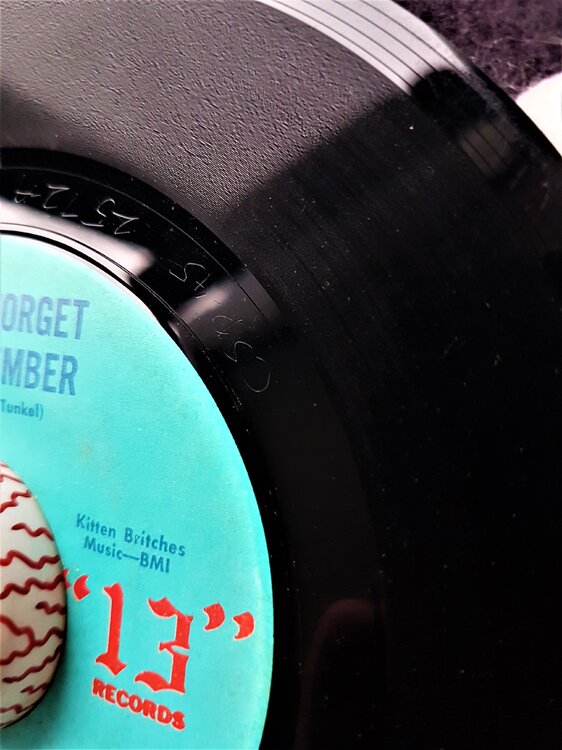 ORGET
MBER
Tunkel)
Kitten Britches
Music—BMI
“13”
RECORDS